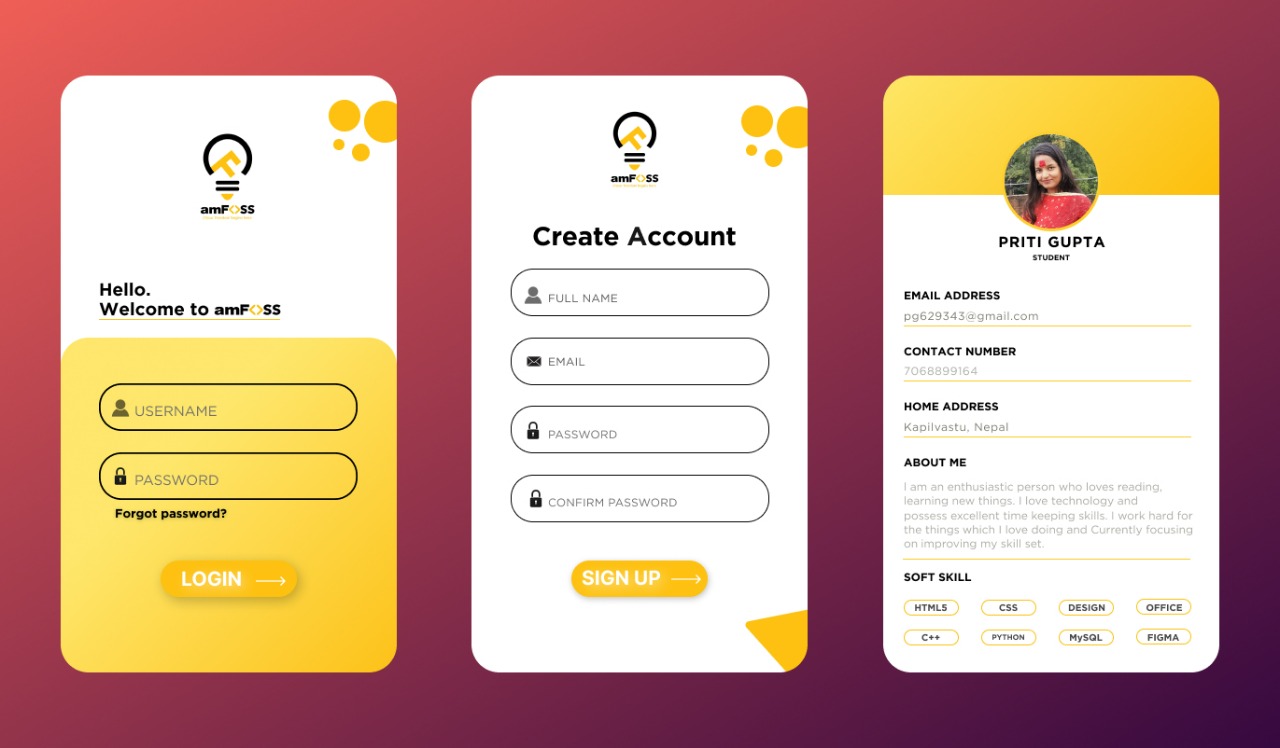 amFOSS
Hello.
Welcome to amFOSS
USERNAME
PASSWORD
Forgot password?
LOGIN
amFOSS
Create Account
FULL NAME
EMAIL
PASSWORD
CONFIRM PASSWORD
SIGN UP
PRITI GUPTA
STUDENT
EMAIL ADDRESS
pg629343@gmail.com
CONTACT NUMBER
7068899164
HOME ADDRESS
Kapilvastu, Nepal
ABOUT ME
I am an enthusiastic person who loves reading,
learning new things. I love technology and
possess excellent time keeping skills. I work hard for
the things which I love doing and Currently focusing
on improving my skill set.
SOFT SKILL
HTML5 CSS DESIGN OFFICE
C++ PYTHON MySQL FIGMA